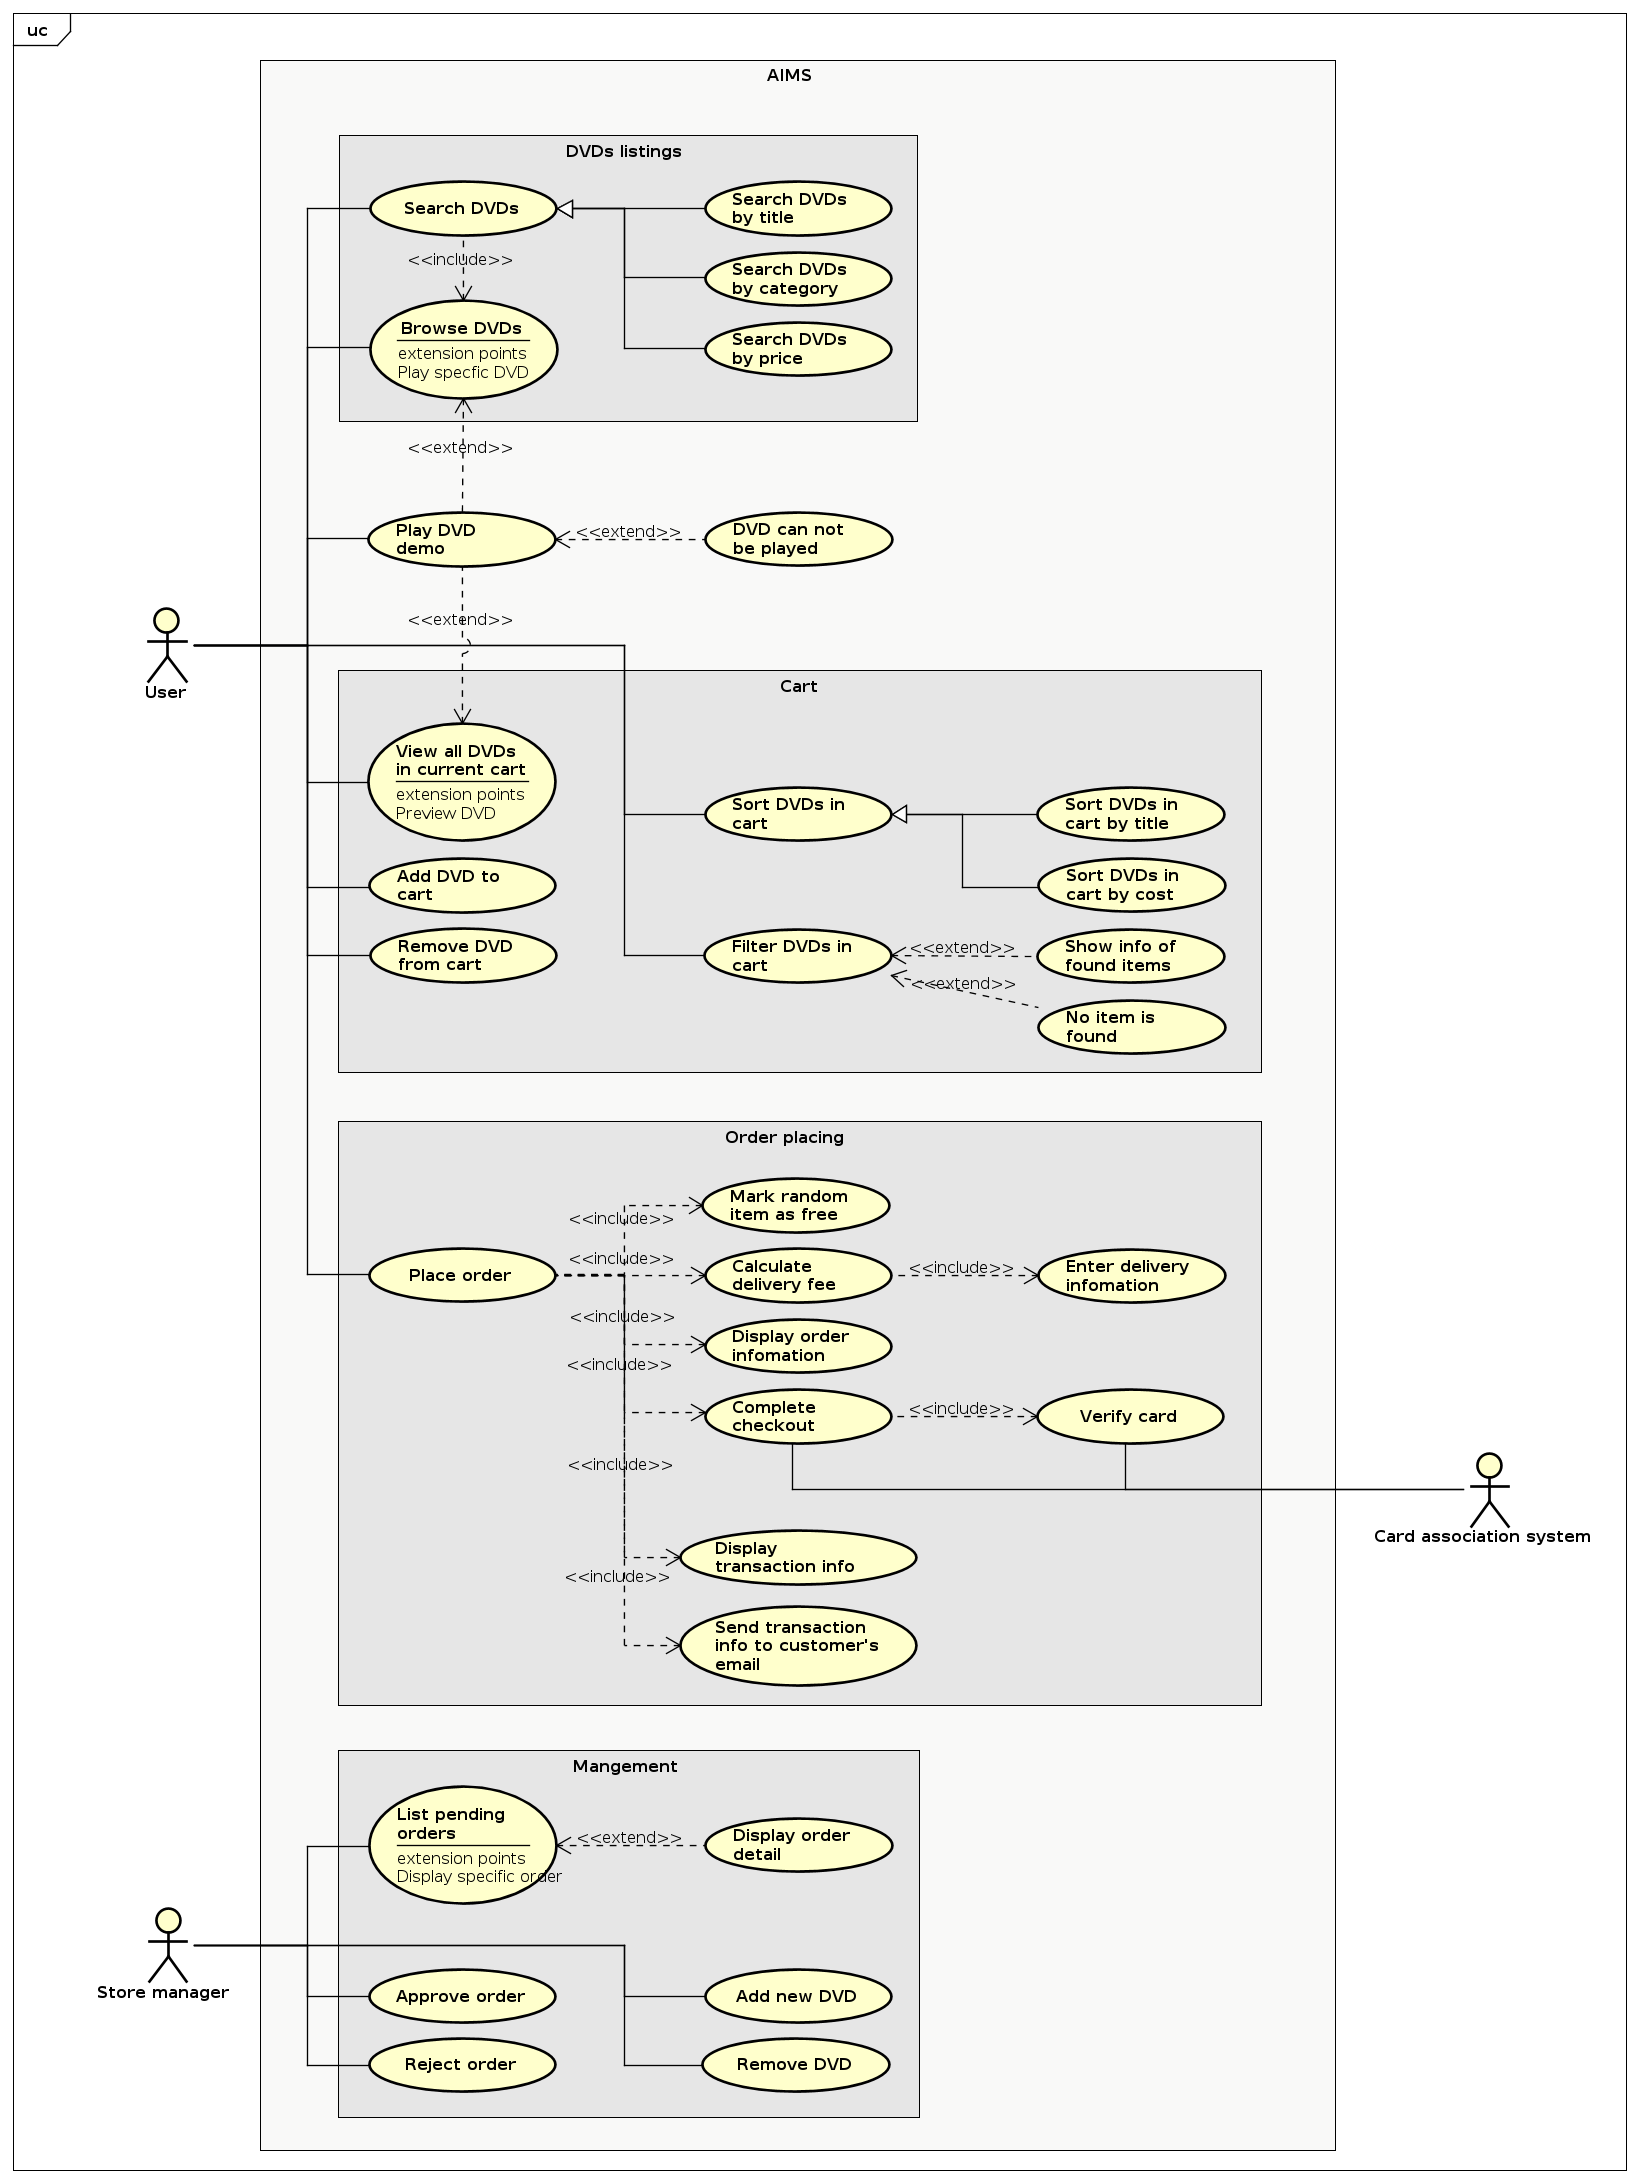 uc
AIMS
DVDs listings
Search DVDs
Search DVDs
by title
<<include>>
Search DVDs
by category
Browse DVDs
extension points
Play specfic DVD
Search DVDs
by price
<<extend>>
Play DVD
demo
<<extend>>
DVD can not
be played
<<extend>>
User
Cart
View all DVDs
in current cart
extension points
Preview DVD
Sort DVDs in
cart
Sort DVDs in
cart by title
Add DVD to
cart
Sort DVDs in
cart by cost
Remove DVD
from cart
Filter DVDs in
cart
<<extend>>
Show info of
found items
<<extend>>
No item is
found
Order placing
Mark random
item as free
<<include>>
<<include>>
Place order
Calculate
delivery fee
<<include>>
Enter delivery
infomation
<<include>>
Display order
infomation
<<include>>
Complete
checkout
<<include>>
Verify card
<<include>>
Card association system
Display
transaction info
<<include>>
Send transaction
info to customer's
email
Mangement
List pending
orders
extension points
Display specific order
<<extend>>
Display order
detail
Store manager
Approve order
Add new DVD
Reject order
Remove DVD